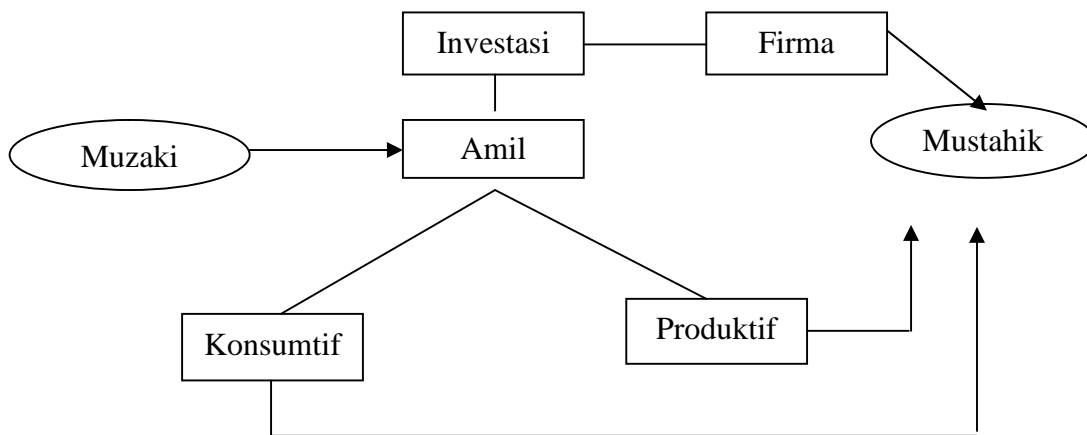 Investasi
Firma
Muzaki
Amil
Mustahik
Konsumtif
Produktif